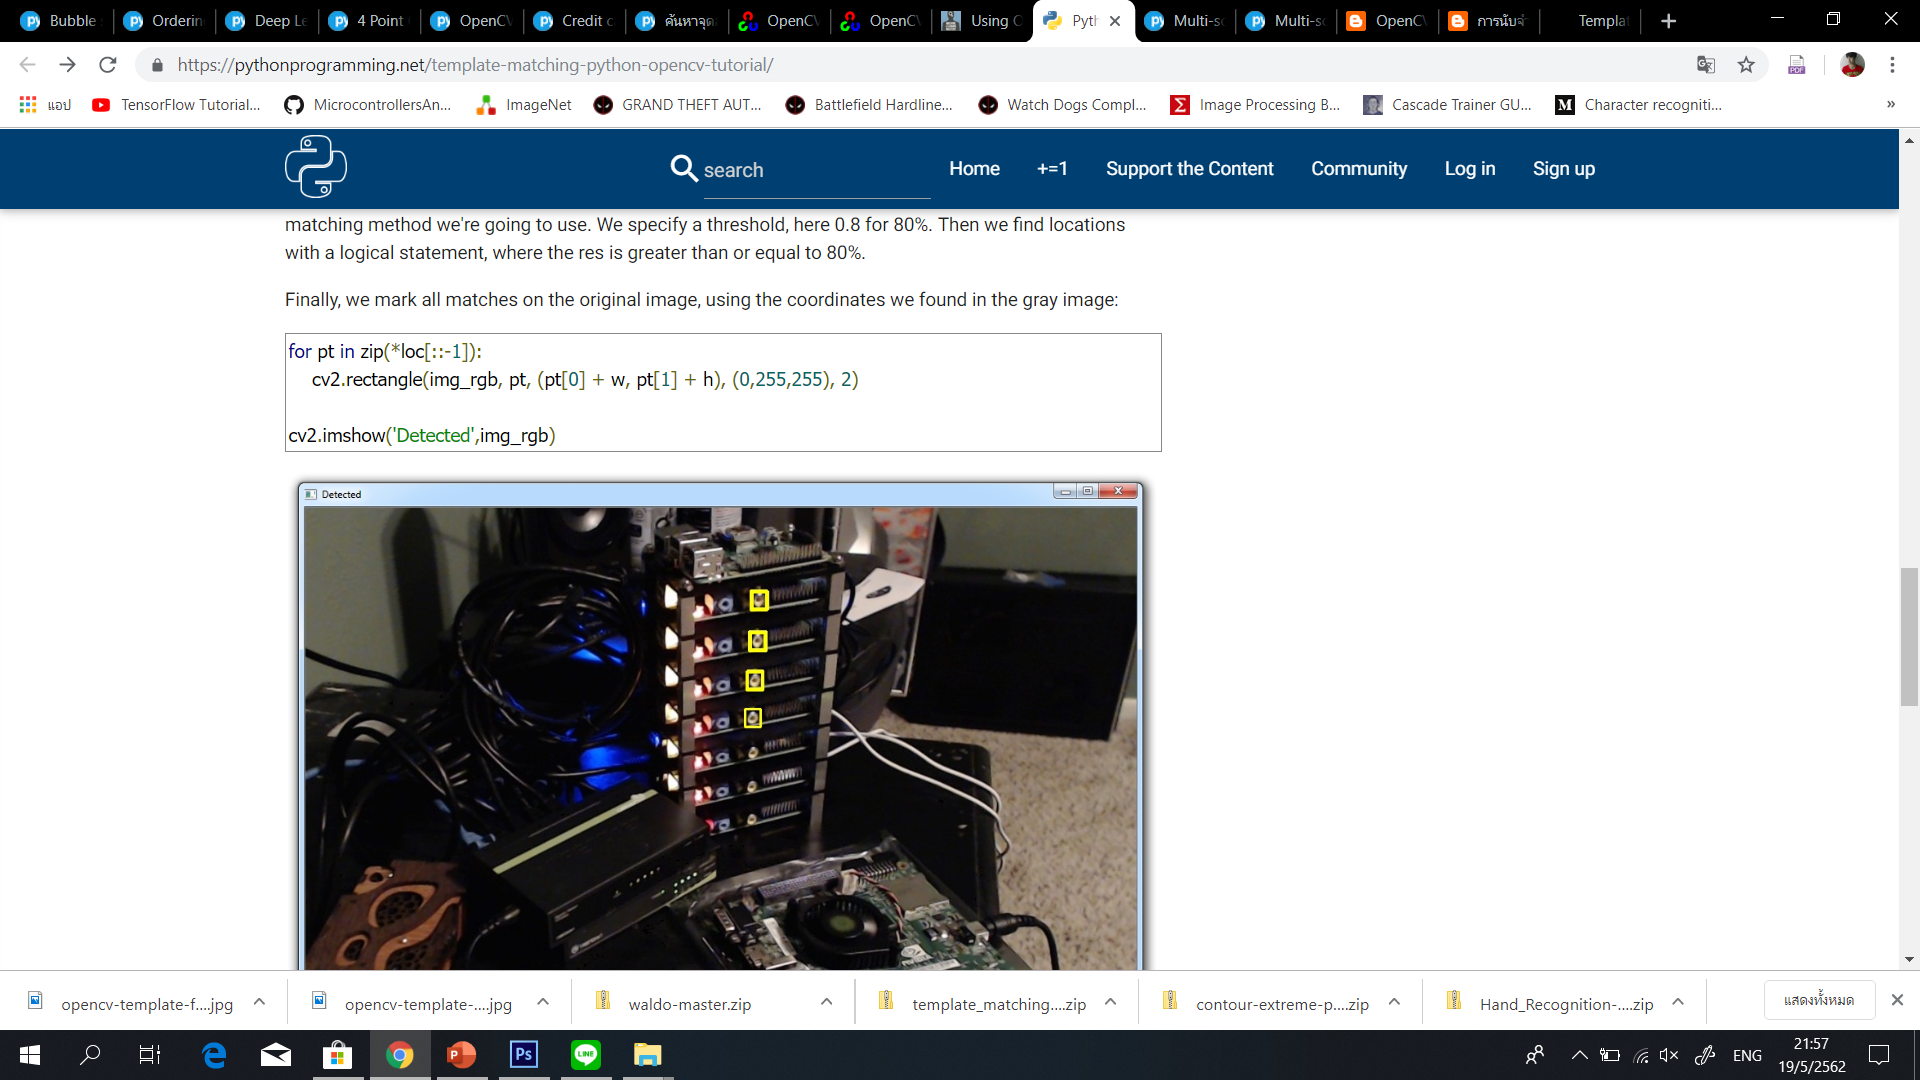 Bubble
Orderin
Deep Le
4 Point
OpenCV
Credit c
ค้นหาจุด
OpenCV
OpenCV
Using C
Pyth
Multi-sc
Multi-sc
OpenCV
การนับจำ
Templat
https://pythonprogramming.net/template-matching-python-opencv-tutorial/
แอป
TensorFlow Tutorial...
MicrocontrollersAn...
ImageNet
GRAND THEFT AUT...
Battlefield Hardline...
Watch Dogs Compl...
Image Processing B...
Cascade Trainer GU...
Character recogniti...
»
search
Home
+=1
Support the Content
Community
Log in
Sign up
matching method we're going to use. We specify a threshold, here 0.8 for 80%. Then we find locations
with a logical statement, where the res is greater than or equal to 80%.
Finally, we mark all matches on the original image, using the coordinates we found in the gray image:
for pt in zip(*loc[::-1]):
cv2.rectangle(img_rgb, pt, (pt[0] + w, pt[1] + h), (0,255,255), 2)
cv2.imshow('Detected',img_rgb)
Detected
opencv-template-f....jpg
opencv-template-....jpg
waldo-master.zip
template_matching....zip
contour-extreme-p....zip
Hand_Recognition-....zip
แสดงทั้งหมด
ENG
21:57
19/5/2562